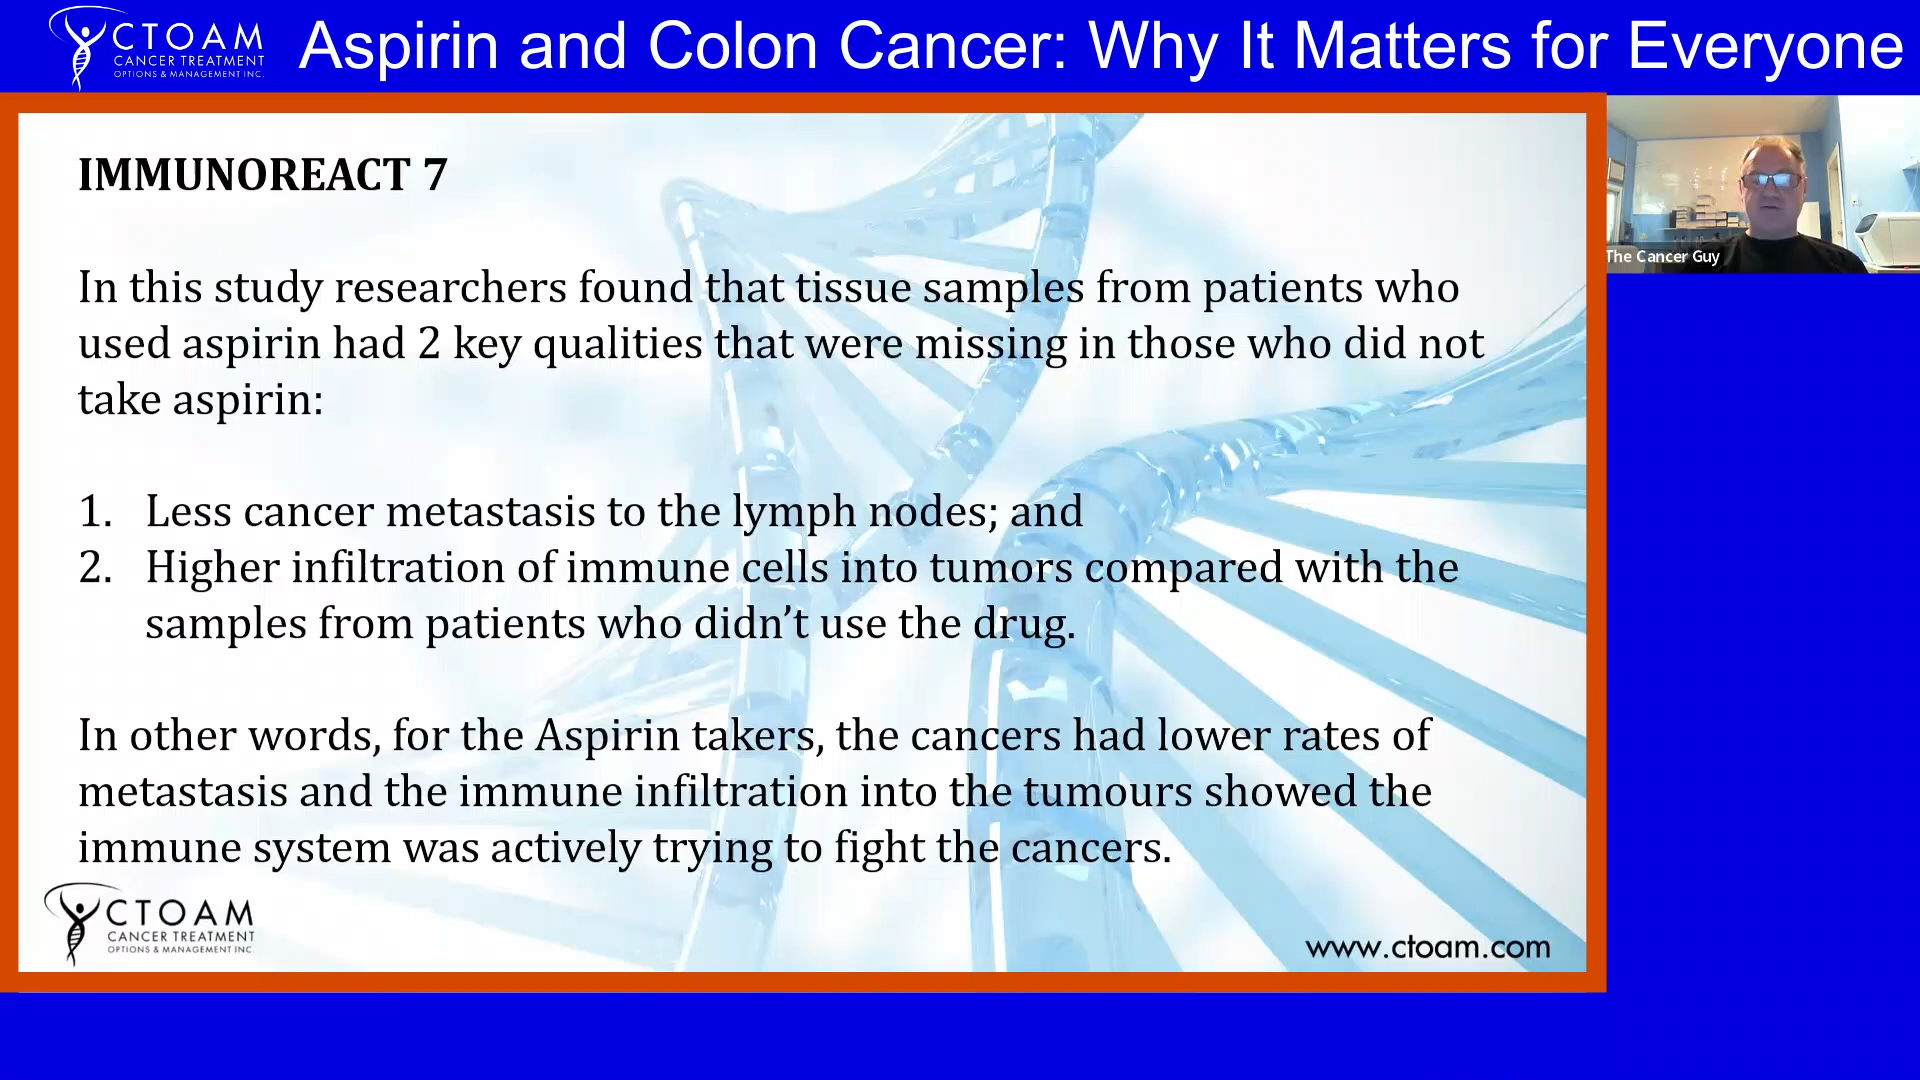 CTOAM
CANCER TREATMENT
OPTIONS & MANAGEMENT INC.
Aspirin and Colon Cancer: Why It Matters for Everyone
The Cancer Guy
IMMUNOREACT 7
In this study researchers found that tissue samples from patients who
used aspirin had 2 key qualities that were missing in those who did not
take aspirin:
1. Less cancer metastasis to the lymph nodes; and
2. Higher infiltration of immune cells into tumors compared with the
samples from patients who didn’t use the drug.
In other words, for the Aspirin takers, the cancers had lower rates of
metastasis and the immune infiltration into the tumours showed the
immune system was actively trying to fight the cancers.
CTOAM
CANCER TREATMENT
OPTIONS & MANAGEMENT INC.
www.ctoam.com